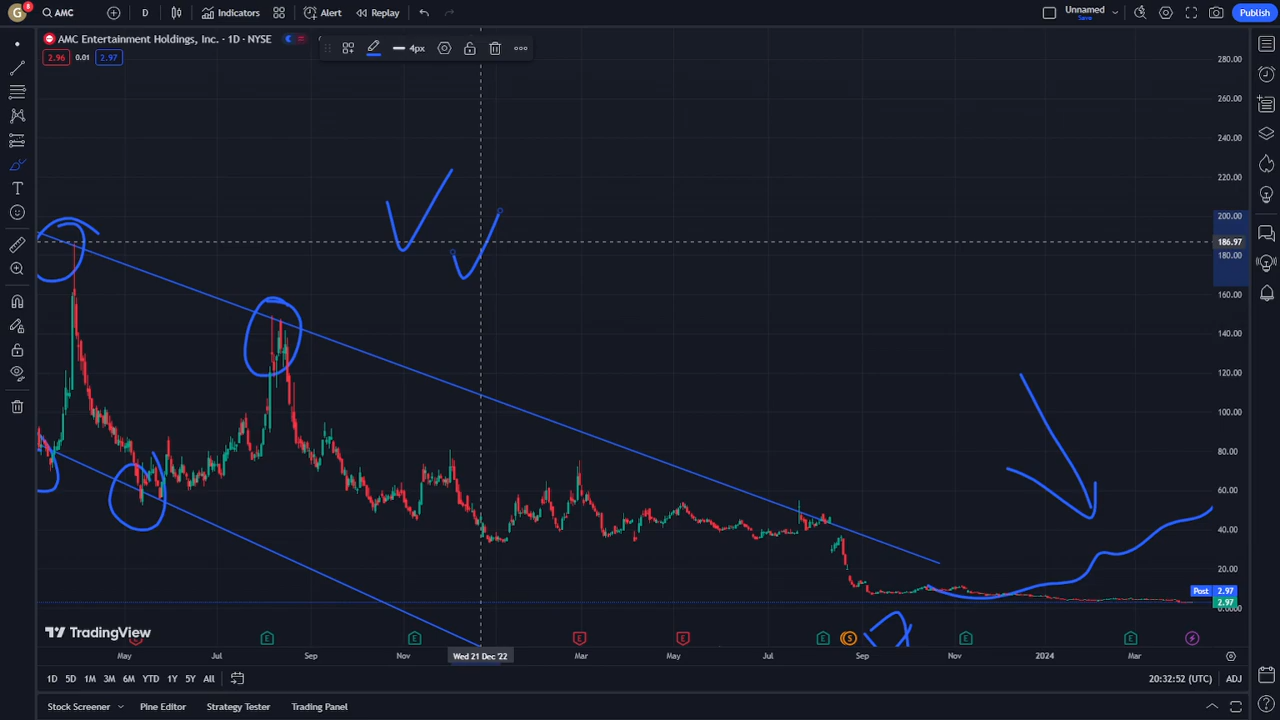 G 8 AMC D Indicators Alert Replay Unnamed Save Publish
AMC Entertainment Holdings, Inc. · 1D · NYSE
4px
2.96 0.01 2.97
280.00
260.00
240.00
220.00
200.00
186.97
180.00
160.00
140.00
120.00
100.00
80.00
60.00
40.00
20.00
Post 2.97
2.97
0.0000
TradingView
E E E E E S E E
May Jul Sep Nov Wed 21 Dec '22 Mar May Jul Sep Nov 2024 Mar
1D 5D 1M 3M 6M YTD 1Y 5Y All 20:32:52 (UTC) ADJ
Stock Screener Pine Editor Strategy Tester Trading Panel